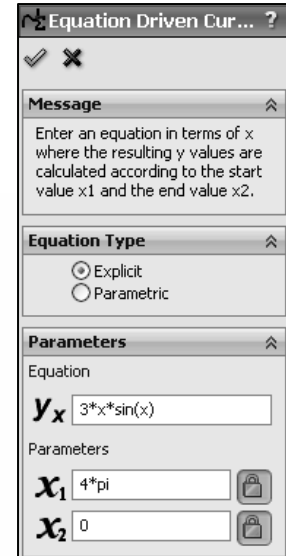 Equation Driven Cur... ?
Message
Enter an equation in terms of x
where the resulting y values are
calculated according to the start
value x1 and the end value x2.
Equation Type
Explicit
Parametric
Parameters
Equation
yx 3*x*sin(x)
Parameters
x1 4*pi
x2 0